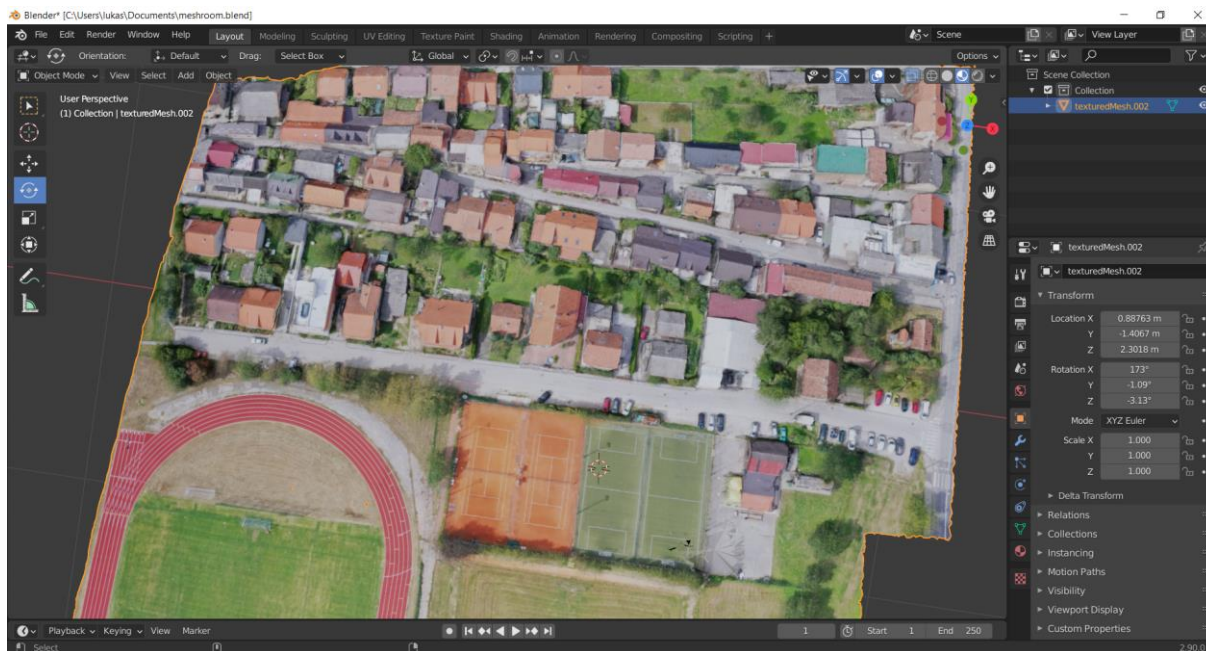 Blender* [C:\Users\lukas\Documents\meshroom.blend]
File Edit Render Window Help Layout Modeling Sculpting UV Editing Texture Paint Shading Animation Rendering Compositing Scripting + Scene View Layer
Orientation: Default Drag: Select Box Global Options
Object Mode View Select Add Object
User Perspective
(1) Collection | texturedMesh.002
Y
Z
X
Scene Collection
Collection
texturedMesh.002
texturedMesh.002
texturedMesh.002
Transform
Location X 0.88763 m
Y -1.4067 m
Z 2.3018 m
Rotation X 173°
Y -1.09°
Z -3.13°
Mode XYZ Euler
Scale X 1.000
Y 1.000
Z 1.000
Delta Transform
Relations
Collections
Instancing
Motion Paths
Visibility
Viewport Display
Custom Properties
Playback Keying View Marker 1 Start 1 End 250
Select 2.90.0